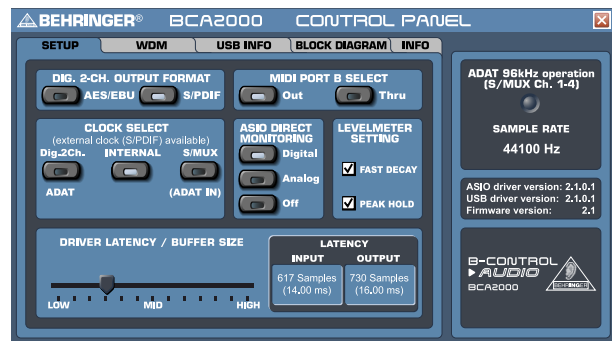 BEHRINGER® BCA2000 CONTROL PANEL
SETUP WDM USB INFO BLOCK DIAGRAM INFO
DIG. 2-CH. OUTPUT FORMAT
AES/EBU S/PDIF
MIDI PORT B SELECT
Out Thru
CLOCK SELECT
(external clock (S/PDIF) available)
Dig.2Ch. INTERNAL S/MUX
ADAT (ADAT IN)
ASIO DIRECT
MONITORING
Digital
Analog
Off
LEVELMETER
SETTING
FAST DECAY
PEAK HOLD
DRIVER LATENCY / BUFFER SIZE
LOW MID HIGH
LATENCY
INPUT OUTPUT
617 Samples 730 Samples
(14.00 ms) (16.00 ms)
ADAT 96kHz operation
(S/MUX Ch. 1-4)
SAMPLE RATE
44100 Hz
ASIO driver version: 2.1.0.1
USB driver version: 2.1.0.1
Firmware version: 2.1
B-CONTROL
AUDIO
BCA2000
BEHRINGER